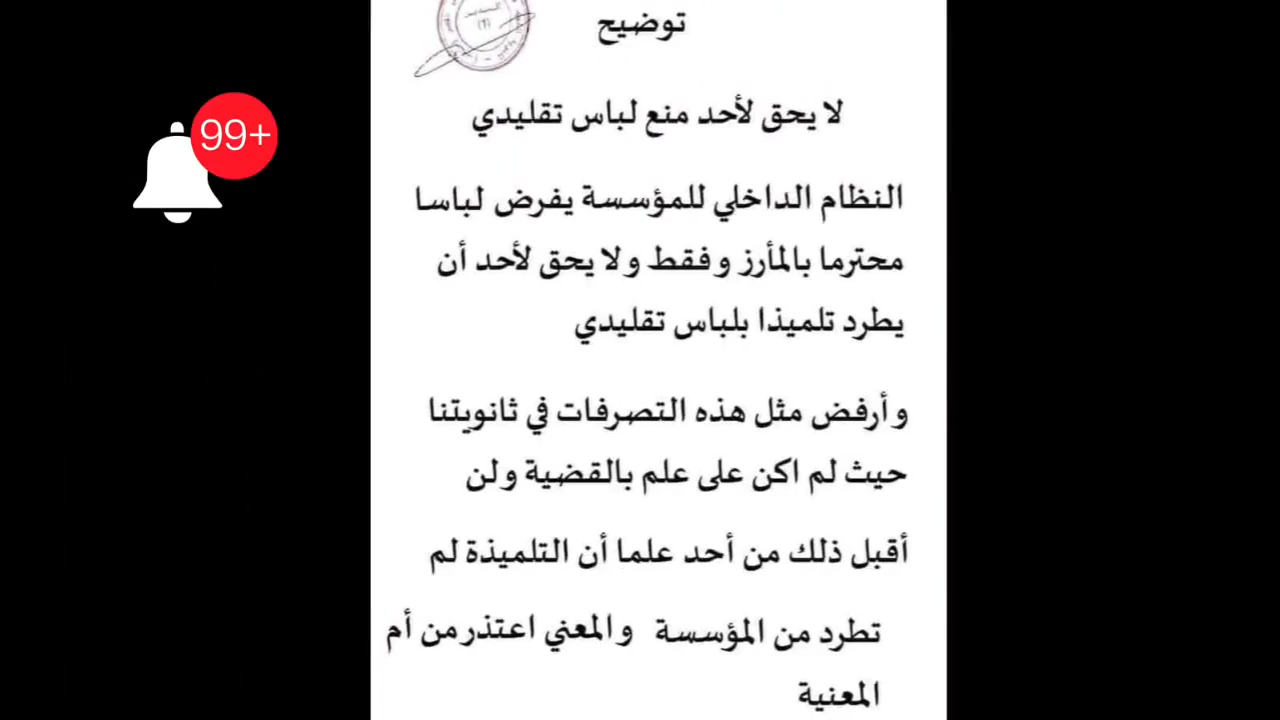 توضيح
لا يحق لأحد منع لباس تقليدي
النظام الداخلي للمؤسسة يفرض لباسا
محترما بالمأرز وفقط ولا يحق لأحد أن
يطرد تلميذا بلباس تقليدي
وأرفض مثل هذه التصرفات في ثانويتنا
حيث لم اكن على علم بالقضية ولن
أقبل ذلك من أحد علما أن التلميذة لم
تطرد من المؤسسة والمعني اعتذر من أم
المعنية
99+